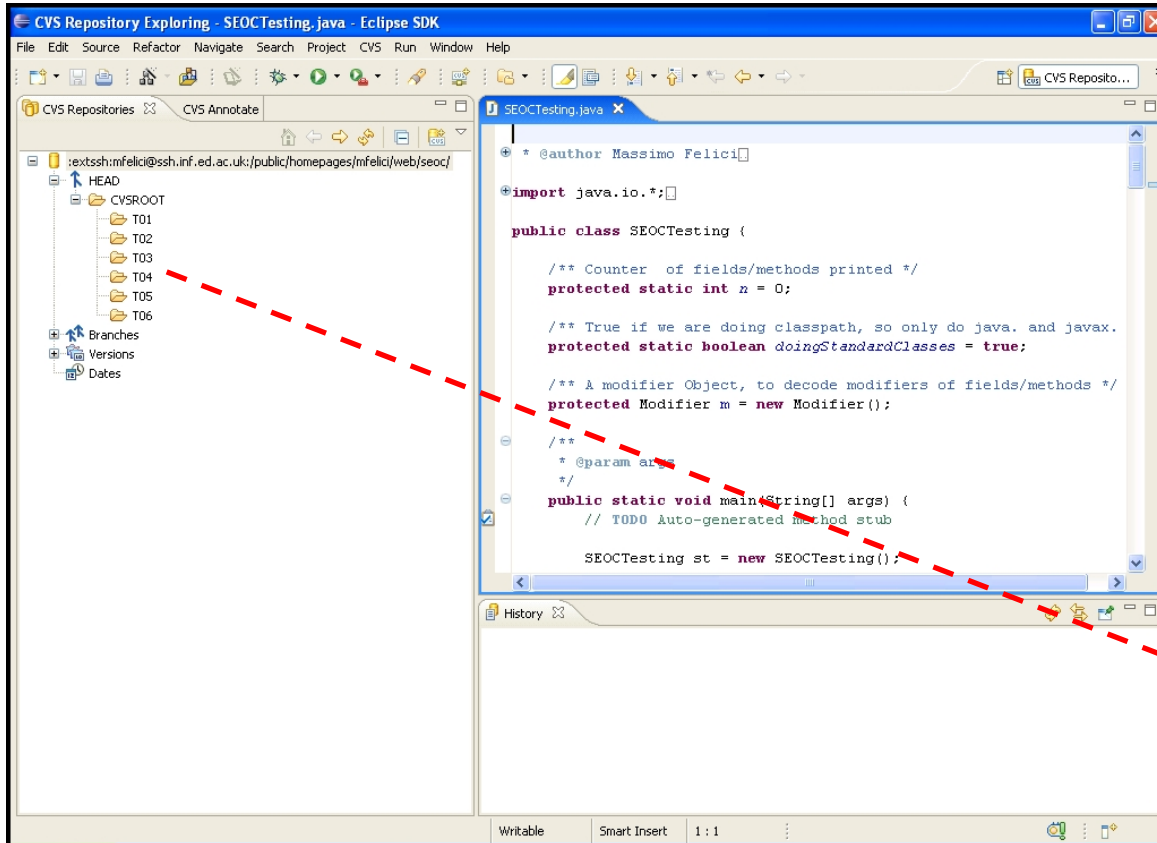 CVS Repository Exploring - SEOCTesting.java - Eclipse SDK
File Edit Source Refactor Navigate Search Project CVS Run Window Help
CVS Reposito...
CVS Repositories CVS Annotate
:extssh:mfelici@ssh.inf.ed.ac.uk:/public/homepages/mfelici/web/seoc/
HEAD
CVSROOT
T01
T02
T03
T04
T05
T06
Branches
Versions
Dates
SEOCTesting.java
* @author Massimo Felici
import java.io.*;
public class SEOCTesting {
/** Counter of fields/methods printed */
protected static int n = 0;
/** True if we are doing classpath, so only do java. and javax.
protected static boolean doingStandardClasses = true;
/** A modifier Object, to decode modifiers of fields/methods */
protected Modifier m = new Modifier();
/**
* @param args
*/
public static void main(String[] args) {
// TODO Auto-generated method stub
SEOCTesting st = new SEOCTesting();
History
Writable Smart Insert 1 : 1